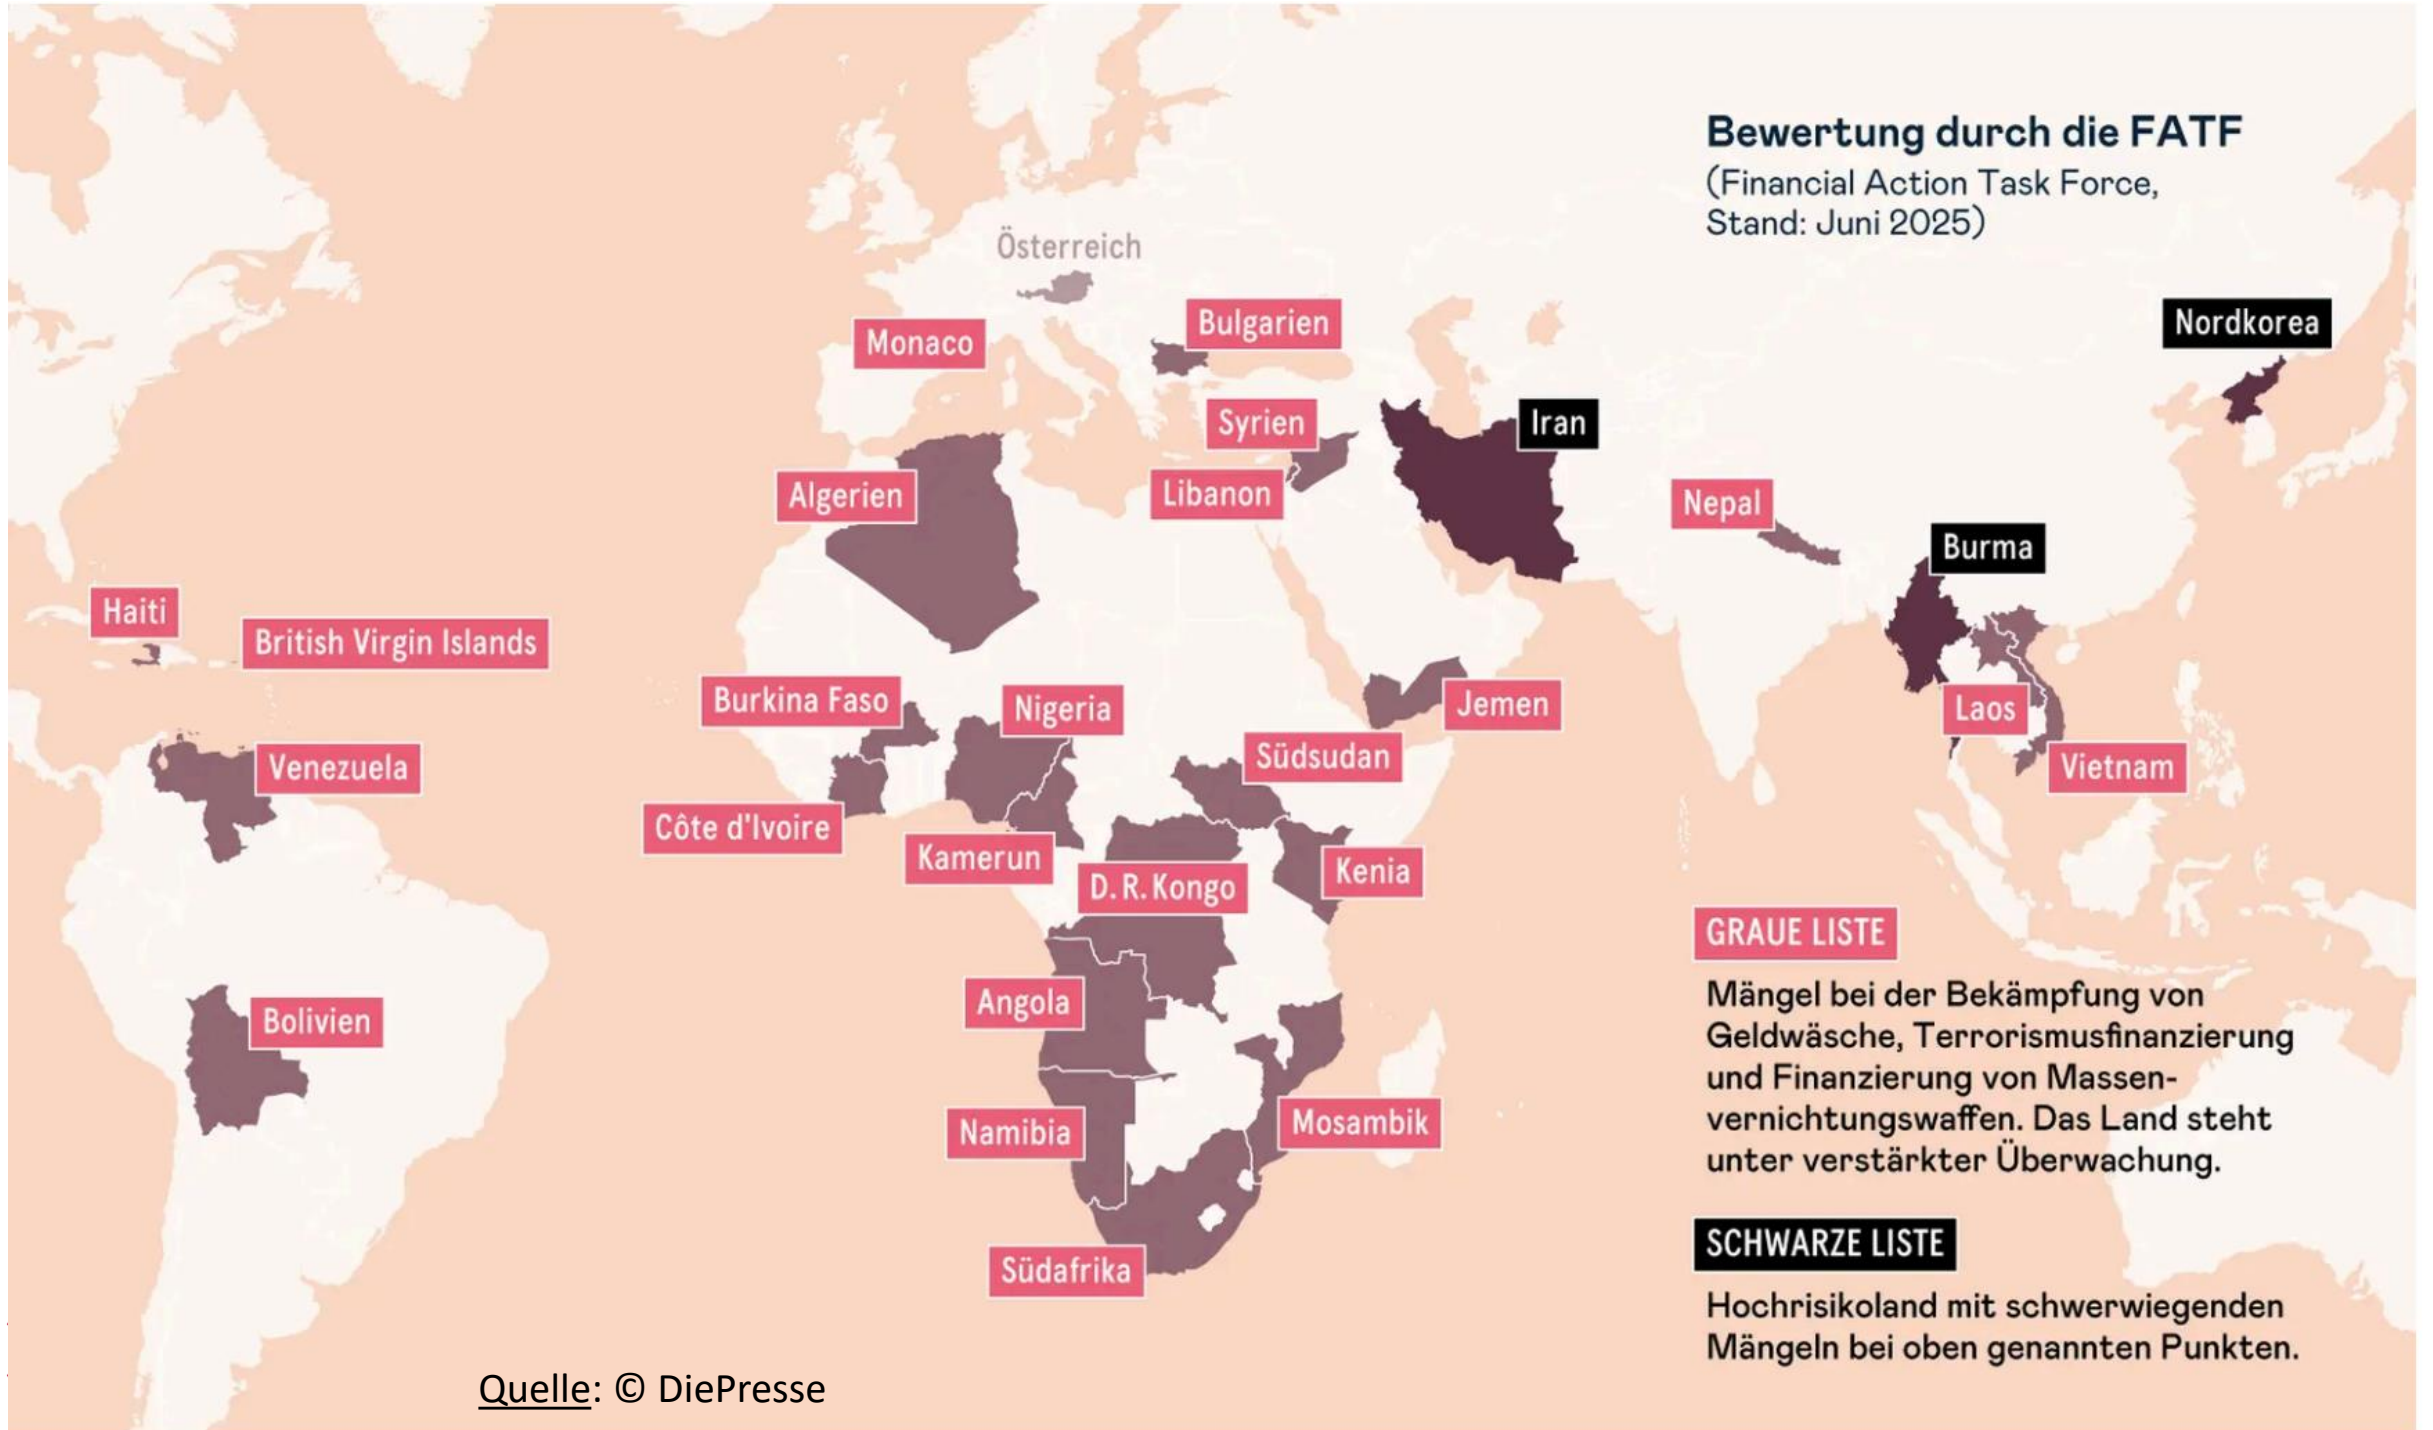 Bewertung durch die FATF
(Financial Action Task Force,
Stand: Juni 2025)
Österreich
Monaco
Bulgarien
Nordkorea
Syrien
Iran
Algerien
Libanon
Nepal
Burma
Haiti
British Virgin Islands
Burkina Faso
Nigeria
Jemen
Laos
Südsudan
Venezuela
Vietnam
Côte d'Ivoire
Kamerun
D. R. Kongo
Kenia
Angola
Bolivien
Namibia
Mosambik
Südafrika
GRAUE LISTE
Mängel bei der Bekämpfung von
Geldwäsche, Terrorismusfinanzierung
und Finanzierung von Massen-
vernichtungswaffen. Das Land steht
unter verstärkter Überwachung.
SCHWARZE LISTE
Hochrisikoland mit schwerwiegenden
Mängeln bei oben genannten Punkten.
Quelle: © DiePresse